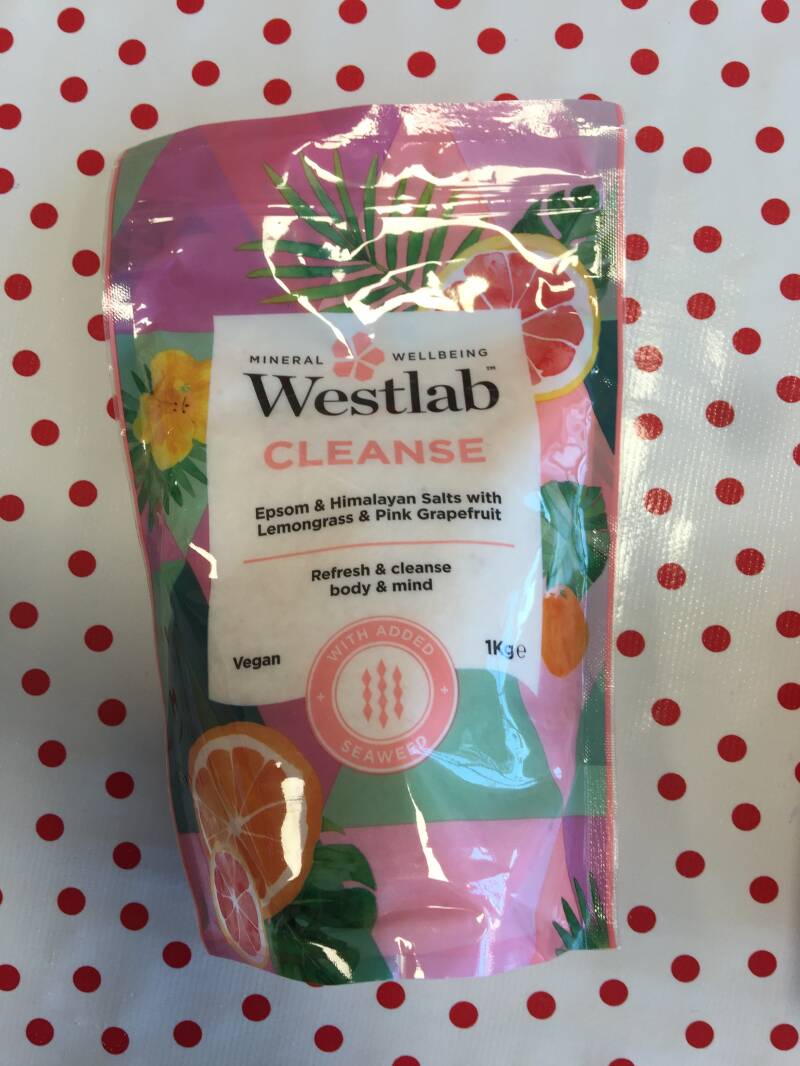 MINERAL WELLBEING
Westlab™
CLEANSE
Epsom & Himalayan Salts with
Lemongrass & Pink Grapefruit
Refresh & cleanse
body & mind
Vegan
1Kg e
WITH ADDED
SEAWEED